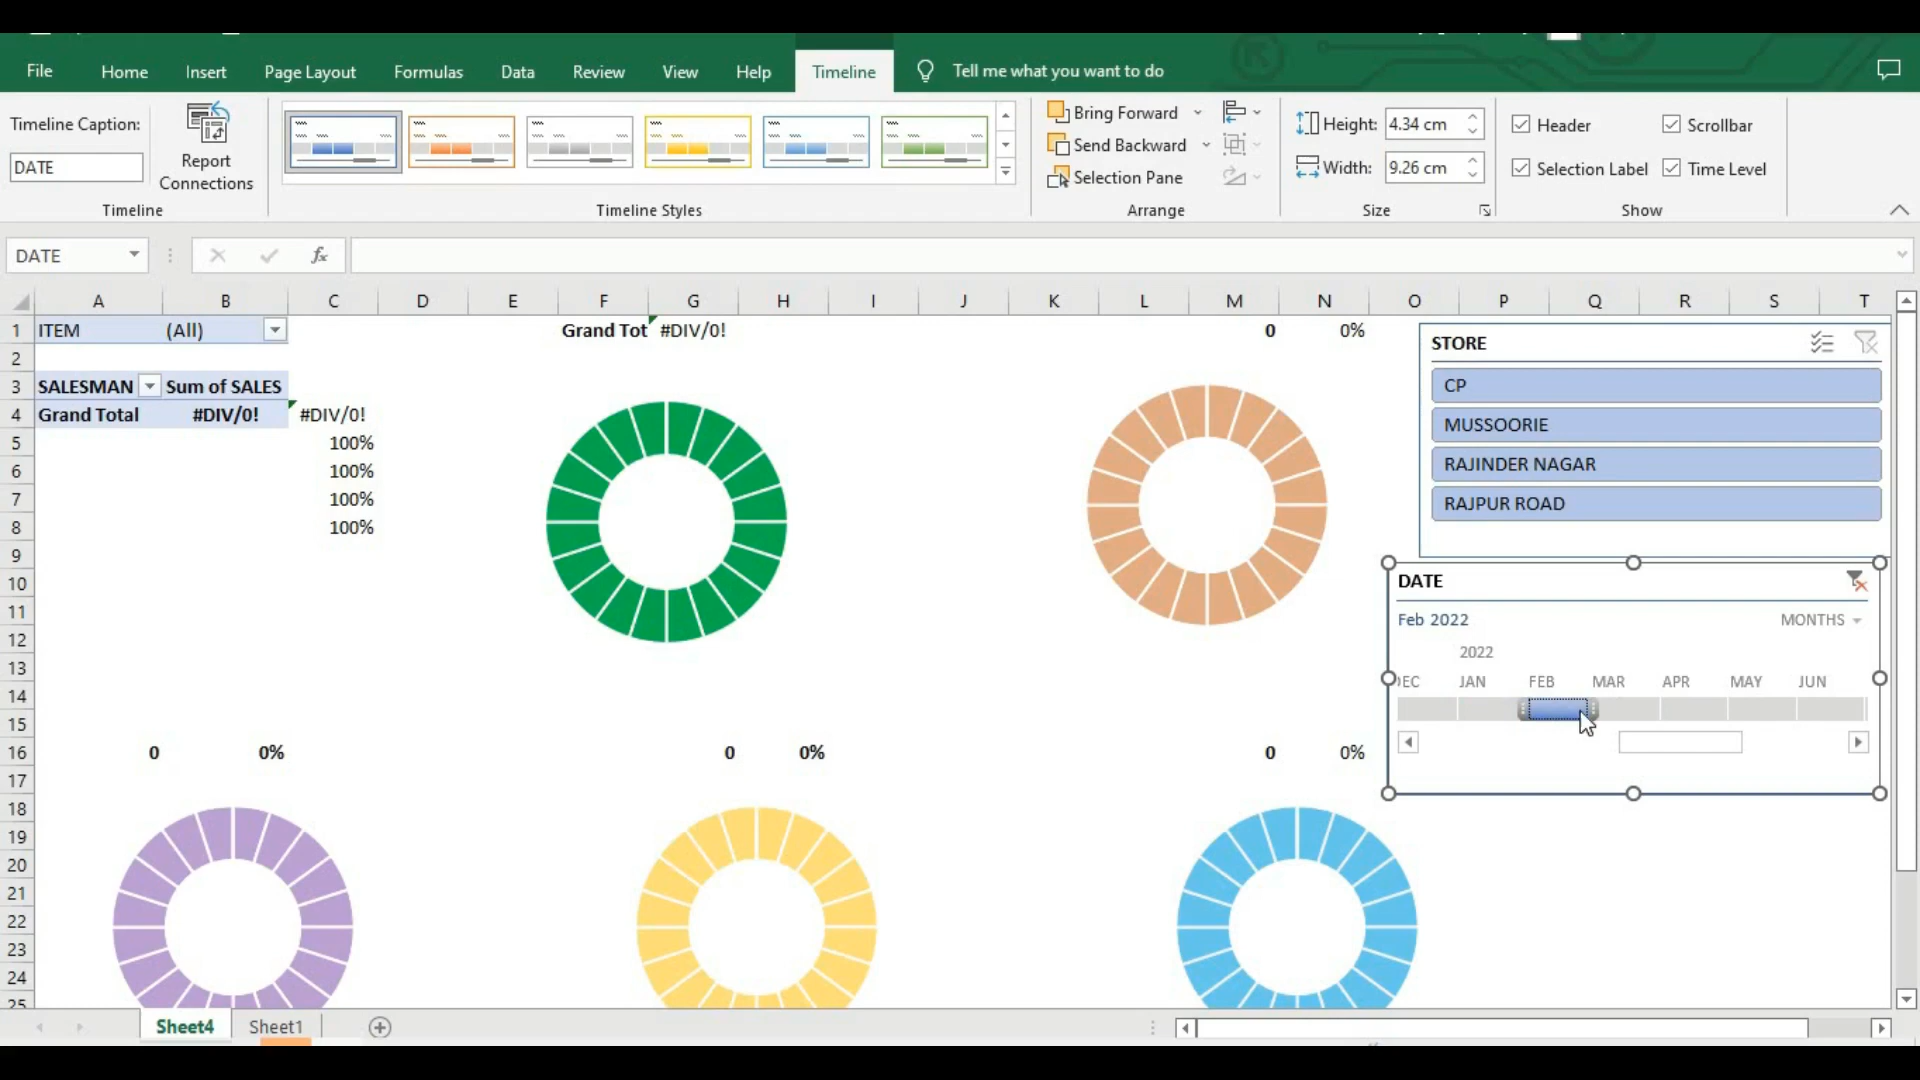 File Home Insert Page Layout Formulas Data Review View Help Timeline Tell me what you want to do
Timeline Caption:
DATE
Report Connections
Timeline
Timeline Styles
Bring Forward
Send Backward
Selection Pane
Arrange
Height: 4.34 cm
Width: 9.26 cm
Size
Header Scrollbar
Selection Label Time Level
Show
DATE fx
A B C D E F G H I J K L M N O P Q R S T
1 ITEM (All) Grand Tot #DIV/0! 0 0%
2
3 SALESMAN Sum of SALES
4 Grand Total #DIV/0! #DIV/0!
5 100%
6 100%
7 100%
8 100%
9
10
11
12
13
14
15
16 0 0% 0 0% 0 0%
17
18
19
20
21
22
23
24
25
STORE
CP
MUSSOORIE
RAJINDER NAGAR
RAJPUR ROAD
DATE
Feb 2022 MONTHS
2022
EC JAN FEB MAR APR MAY JUN
Sheet4 Sheet1